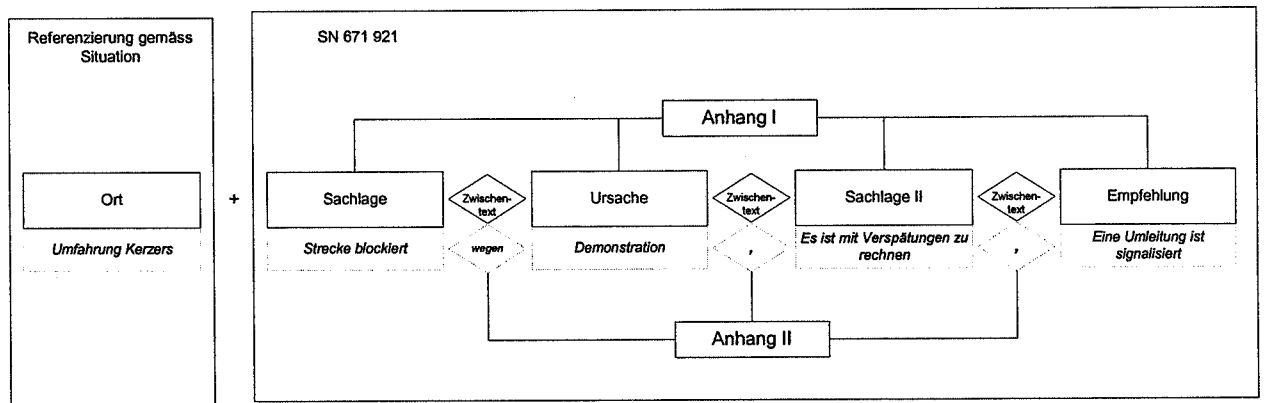 Referenzierung gemäss
Situation
SN 671 921
Anhang I
Ort
+
Sachlage
Zwischen-
text
Ursache
Zwischen-
text
Sachlage II
Zwischen-
text
Empfehlung
Umfahrung Kerzers
Strecke blockiert
wegen
Demonstration
,
Es ist mit Verspätungen zu
rechnen
,
Eine Umleitung ist
signalisiert
Anhang II